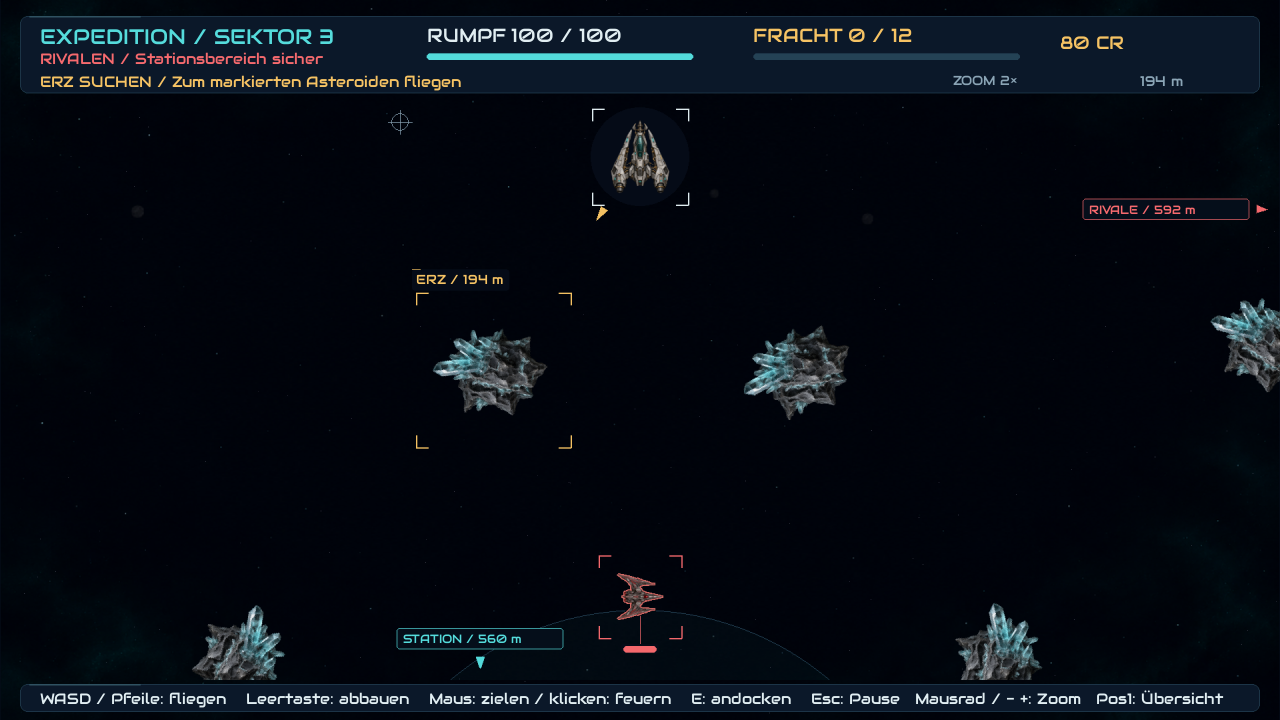 EXPEDITION / SEKTOR 3
RUMPF 100 / 100
FRACHT 0 / 12
80 CR
RIVALEN / Stationsbereich sicher
ERZ SUCHEN / Zum markierten Asteroiden fliegen
ZOOM 2×
194 m
RIVALE / 592 m
ERZ / 194 m
STATION / 560 m
WASD / Pfeile: fliegen Leertaste: abbauen Maus: zielen / klicken: feuern E: andocken Esc: Pause Mausrad / - +: Zoom Pos1: Übersicht